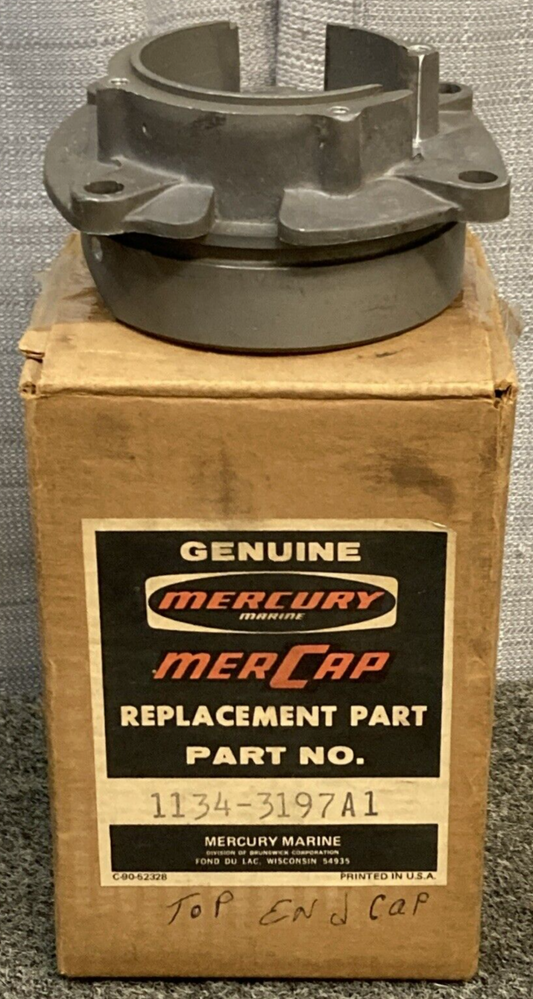 GENUINE
MERCURY
MARINE
MERCAP
REPLACEMENT PART
PART NO.
1134-3197A1
MERCURY MARINE
DIVISION OF BRUNSWICK CORPORATION
FOND DU LAC, WISCONSIN 54935
C-90-52328 PRINTED IN U.S.A.
TOP END CAP